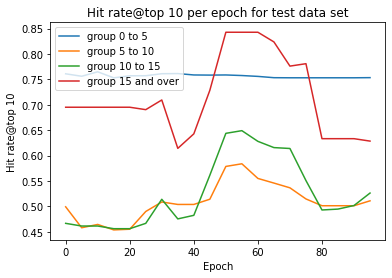 Hit rate@top 10 per epoch for test data set
Hit rate@top 10
0.85
0.80
0.75
0.70
0.65
0.60
0.55
0.50
0.45
group 0 to 5
group 5 to 10
group 10 to 15
group 15 and over
0 20 40 60 80
Epoch